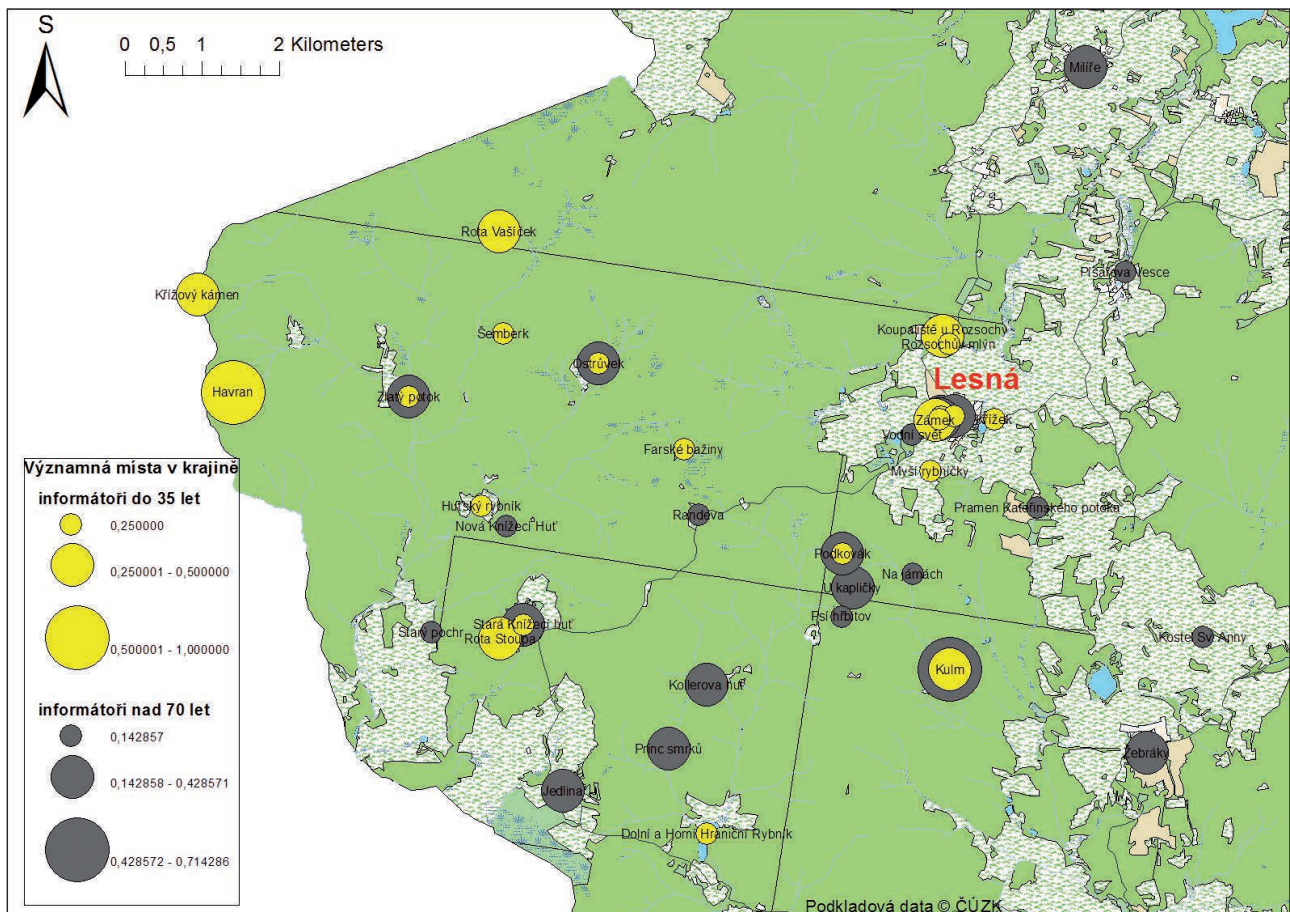 S
0 0,5 1 2 Kilometers
Milíře
Rota Vašíček
Písařova Vesce
Křížový kámen
Šemberk
Koupaliště u Rozsochy
Rozsochův mlýn
Ostrůvek
Lesná
Havran
Zlatý potok
Zámek
Křížek
Vodní svět
Farské bažiny
Myší rybníčky
Huťský rybník
Nová Knížecí Huť
Randeva
Pramen Kateřinského potoka
Podkovák
Na jámách
U kapličky
Psí hřbitov
Stará Knížecí huť
Starý pochr
Rota Stoupa
Kostel Sv. Anny
Kulm
Kollerova huť
Princ smrků
Žebráky
Jedlina
Dolní a Horní Hraniční Rybník
Významná místa v krajině
informátoři do 35 let
0,250000
0,250001 - 0,500000
0,500001 - 1,000000
informátoři nad 70 let
0,142857
0,142858 - 0,428571
0,428572 - 0,714286
Podkladová data © ČÚZK